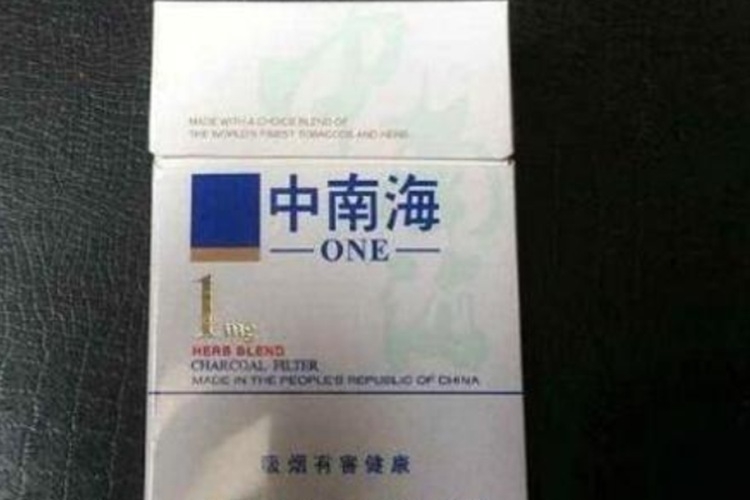 MADE WITH A CHOICE BLEND OF
THE WORLD'S FINEST TOBACCOS AND HERB
中南海
ONE
1mg
HERB BLEND
CHARCOAL FILTER
MADE IN THE PEOPLE'S REPUBLIC OF CHINA
吸烟有害健康